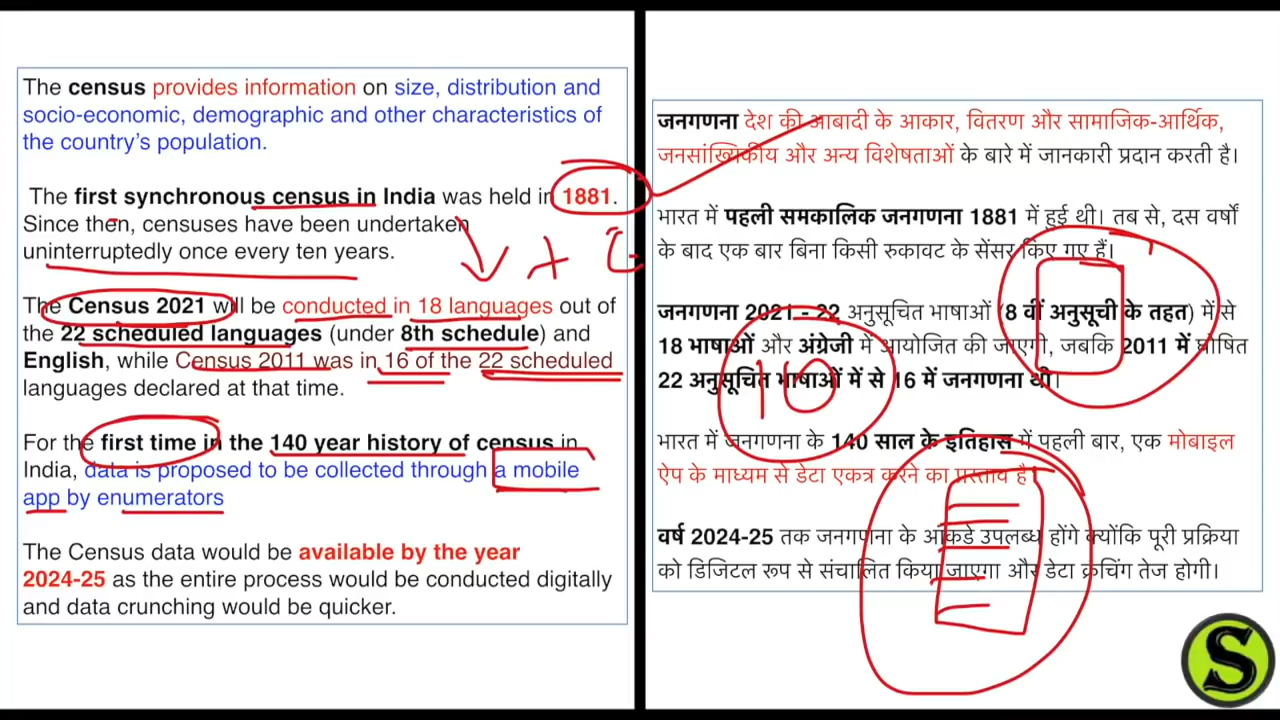 The census provides information on size, distribution and
socio-economic, demographic and other characteristics of
the country's population.
The first synchronous census in India was held in 1881.
Since then, censuses have been undertaken
uninterruptedly once every ten years.
The Census 2021 will be conducted in 18 languages out of
the 22 scheduled languages (under 8th schedule) and
English, while Census 2011 was in 16 of the 22 scheduled
languages declared at that time.
For the first time in the 140 year history of census in
India, data is proposed to be collected through a mobile
app by enumerators
The Census data would be available by the year
2024-25 as the entire process would be conducted digitally
and data crunching would be quicker.
जनगणना देश की आबादी के आकार, वितरण और सामाजिक-आर्थिक,
जनसांख्यिकीय और अन्य विशेषताओं के बारे में जानकारी प्रदान करती है।
भारत में पहली समकालिक जनगणना 1881 में हुई थी। तब से, दस वर्षों
के बाद एक बार बिना किसी रुकावट के सेंसर किए गए हैं।
जनगणना 2021 - 22 अनुसूचित भाषाओं (8 वीं अनुसूची के तहत) में से
18 भाषाओं और अंग्रेजी में आयोजित की जाएगी, जबकि 2011 में घोषित
22 अनुसूचित भाषाओं में से 16 में जनगणना थी।
भारत में जनगणना के 140 साल के इतिहास में पहली बार, एक मोबाइल
ऐप के माध्यम से डेटा एकत्र करने का प्रस्ताव है।
वर्ष 2024-25 तक जनगणना के आंकड़े उपलब्ध होंगे क्योंकि पूरी प्रक्रिया
को डिजिटल रूप से संचालित किया जाएगा और डेटा क्रंचिंग तेज होगी।
10
S